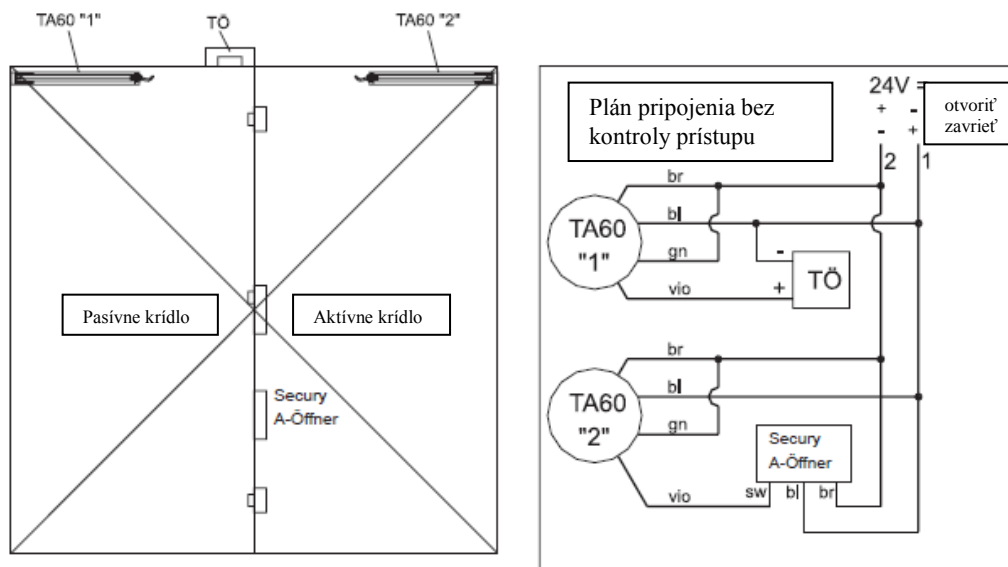 TA60 "1"
TÖ
TA60 "2"
Pasívne krídlo
Aktívne krídlo
Secury
A-Öffner
Plán pripojenia bez
kontroly prístupu
24V =
+ - otvoriť
- + zavrieť
2 1
br
bl
gn
vio
TA60
"1"
-
+
TÖ
br
bl
gn
vio
TA60
"2"
Secury
A-Öffner
sw bl br